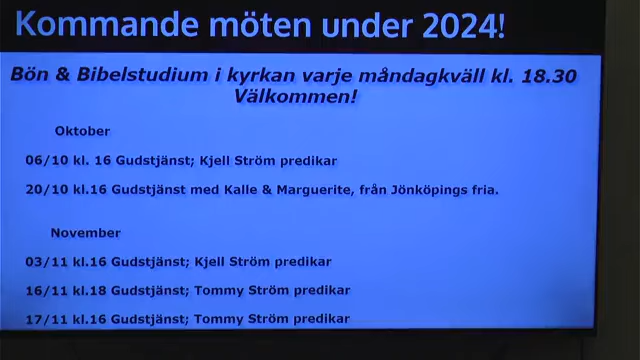 Kommande möten under 2024!
Bön & Bibelstudium i kyrkan varje måndagkväll kl. 18.30
Välkommen!
Oktober
06/10 kl. 16 Gudstjänst; Kjell Ström predikar
20/10 kl.16 Gudstjänst med Kalle & Marguerite, från Jönköpings fria.
November
03/11 kl.16 Gudstjänst; Kjell Ström predikar
16/11 kl.18 Gudstjänst; Tommy Ström predikar
17/11 kl.16 Gudstjänst; Tommy Ström predikar